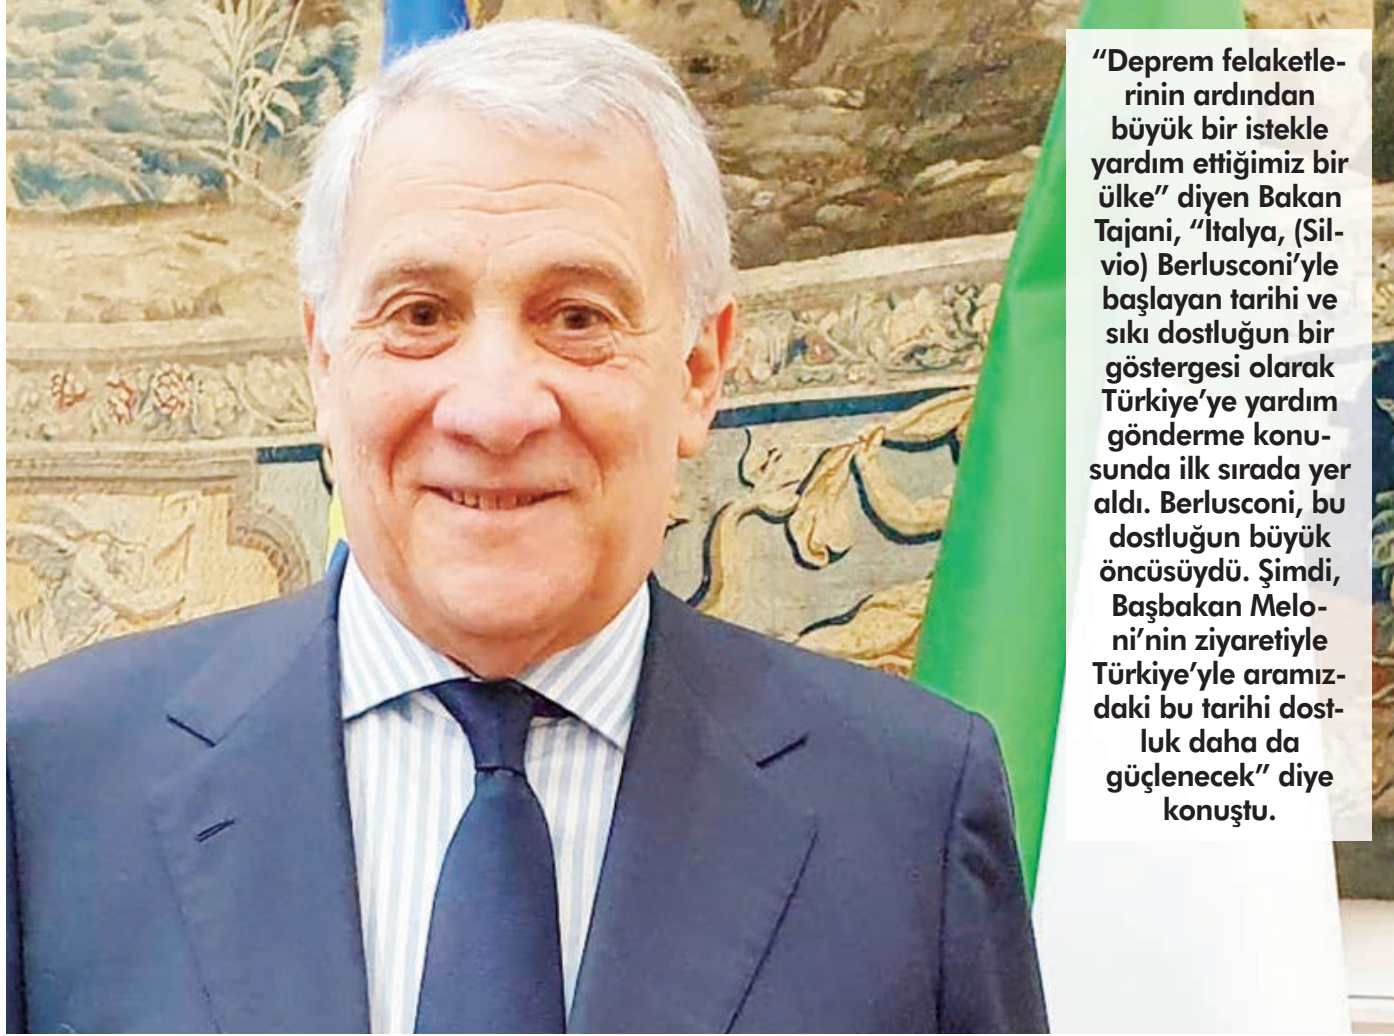 “Deprem felaketle-
rinin ardından
büyük bir istekle
yardım ettiğimiz bir
ülke” diyen Bakan
Tajani, “İtalya, (Sil-
vio) Berlusconi’yle
başlayan tarihi ve
sıkı dostluğun bir
göstergesi olarak
Türkiye’ye yardım
gönderme konu-
sunda ilk sırada yer
aldı. Berlusconi, bu
dostluğun büyük
öncüsüydü. Şimdi,
Başbakan Melo-
ni’nin ziyaretiyle
Türkiye’yle aramız-
daki bu tarihi dost-
luk daha da
güçlenecek” diye
konuştu.